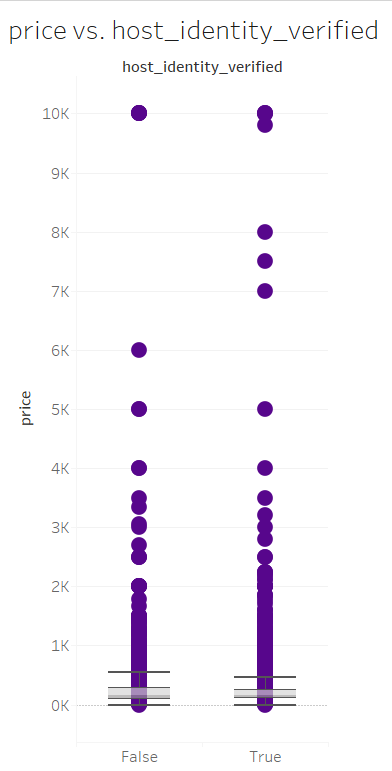 price vs. host_identity_verified
host_identity_verified
10K
9K
8K
7K
6K
5K
4K
3K
2K
1K
0K
price
False True